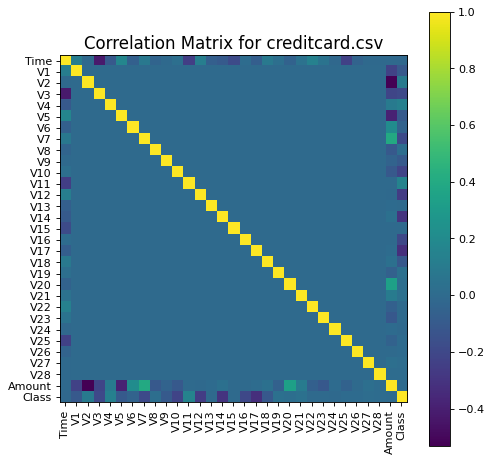 Correlation Matrix for creditcard.csv
Time
V1
V2
V3
V4
V5
V6
V7
V8
V9
V10
V11
V12
V13
V14
V15
V16
V17
V18
V19
V20
V21
V22
V23
V24
V25
V26
V27
V28
Amount
Class
Time
V1
V2
V3
V4
V5
V6
V7
V8
V9
V10
V11
V12
V13
V14
V15
V16
V17
V18
V19
V20
V21
V22
V23
V24
V25
V26
V27
V28
Amount
Class
1.0
0.8
0.6
0.4
0.2
0.0
−0.2
−0.4